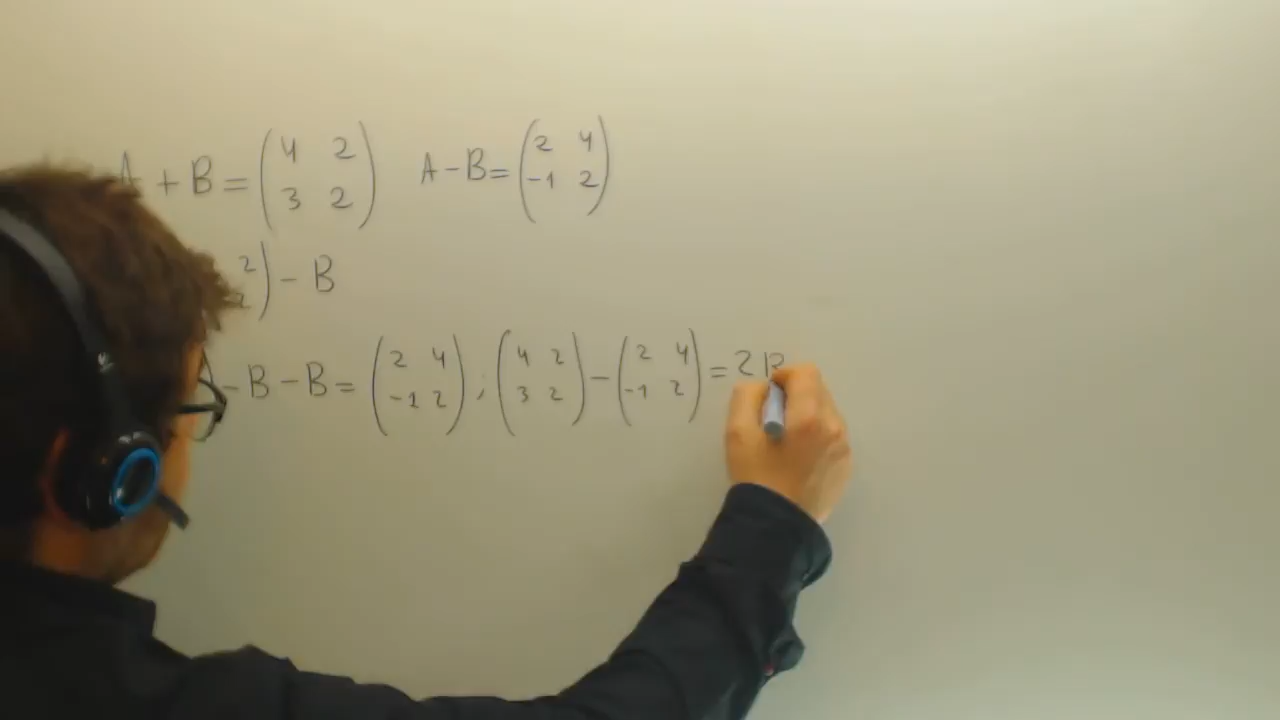 A + B = (4 2 3 2) A - B = (2 4 -1 2)
2) - B
- B - B = (2 4 -1 2) ; (4 2 3 2) - (2 4 -1 2) = 2B